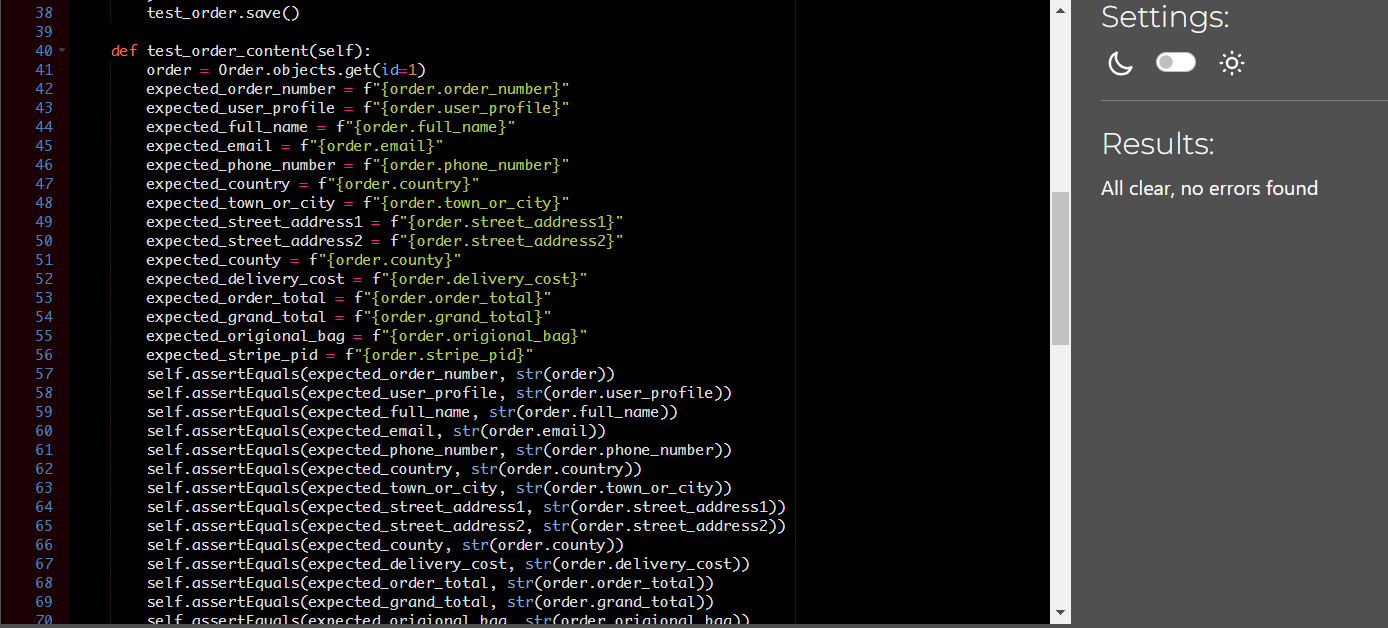 38 test_order.save()
39
40 def test_order_content(self):
41 order = Order.objects.get(id=1)
42 expected_order_number = f"{order.order_number}"
43 expected_user_profile = f"{order.user_profile}"
44 expected_full_name = f"{order.full_name}"
45 expected_email = f"{order.email}"
46 expected_phone_number = f"{order.phone_number}"
47 expected_country = f"{order.country}"
48 expected_town_or_city = f"{order.town_or_city}"
49 expected_street_address1 = f"{order.street_address1}"
50 expected_street_address2 = f"{order.street_address2}"
51 expected_county = f"{order.county}"
52 expected_delivery_cost = f"{order.delivery_cost}"
53 expected_order_total = f"{order.order_total}"
54 expected_grand_total = f"{order.grand_total}"
55 expected_origional_bag = f"{order.origional_bag}"
56 expected_stripe_pid = f"{order.stripe_pid}"
57 self.assertEquals(expected_order_number, str(order))
58 self.assertEquals(expected_user_profile, str(order.user_profile))
59 self.assertEquals(expected_full_name, str(order.full_name))
60 self.assertEquals(expected_email, str(order.email))
61 self.assertEquals(expected_phone_number, str(order.phone_number))
62 self.assertEquals(expected_country, str(order.country))
63 self.assertEquals(expected_town_or_city, str(order.town_or_city))
64 self.assertEquals(expected_street_address1, str(order.street_address1))
65 self.assertEquals(expected_street_address2, str(order.street_address2))
66 self.assertEquals(expected_county, str(order.county))
67 self.assertEquals(expected_delivery_cost, str(order.delivery_cost))
68 self.assertEquals(expected_order_total, str(order.order_total))
69 self.assertEquals(expected_grand_total, str(order.grand_total))
70 self.assertEquals(expected_origional_bag, str(order.origional_bag))
Settings:
Results:
All clear, no errors found